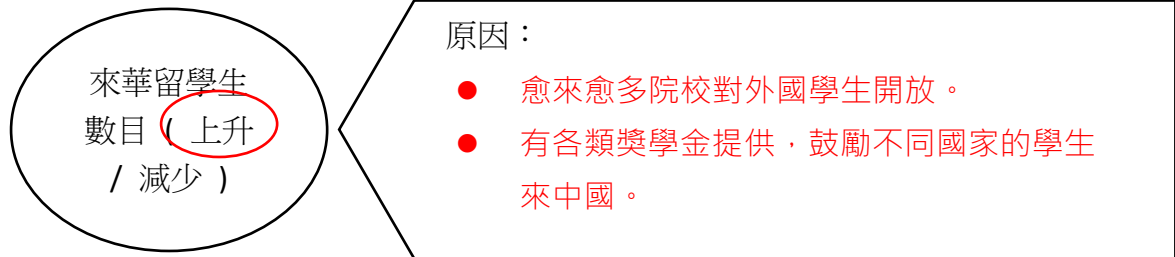 來華留學生
數目 ( 上升
/ 減少 )
原因：
● 愈來愈多院校對外國學生開放。
● 有各類獎學金提供，鼓勵不同國家的學生
來中國。